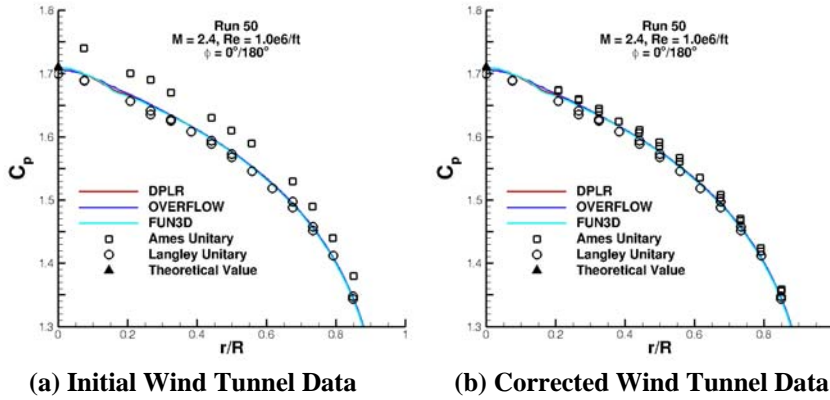 Run 50
M = 2.4, Re = 1.0e6/ft
ϕ = 0°/180°
1.8
1.7
1.6
1.5
1.4
1.3
Cp
DPLR
OVERFLOW
FUN3D
Ames Unitary
Langley Unitary
Theoretical Value
0 0.2 0.4 0.6 0.8 1
r/R
(a) Initial Wind Tunnel Data
Run 50
M = 2.4, Re = 1.0e6/ft
ϕ = 0°/180°
1.8
1.7
1.6
1.5
1.4
1.3
Cp
DPLR
OVERFLOW
FUN3D
Ames Unitary
Langley Unitary
Theoretical Value
0 0.2 0.4 0.6 0.8
r/R
(b) Corrected Wind Tunnel Data